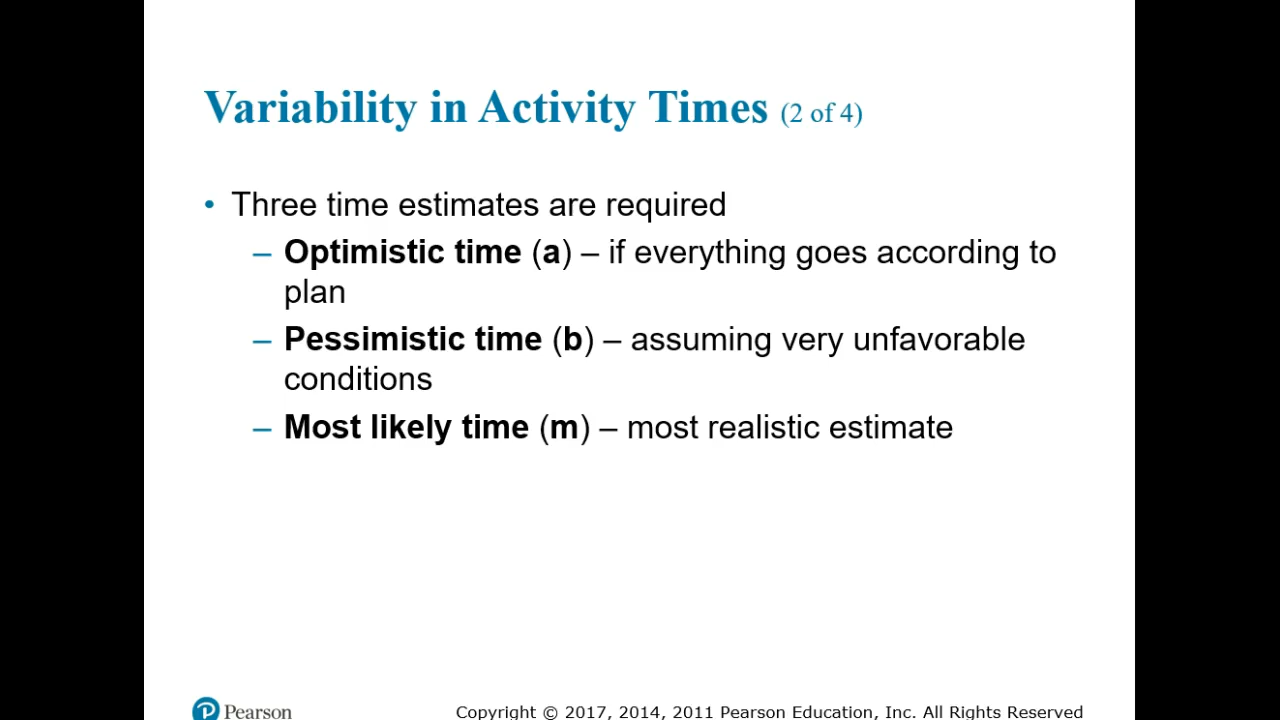 Variability in Activity Times (2 of 4)
• Three time estimates are required
– Optimistic time (a) – if everything goes according to
plan
– Pessimistic time (b) – assuming very unfavorable
conditions
– Most likely time (m) – most realistic estimate
Pearson
Copyright © 2017, 2014, 2011 Pearson Education, Inc. All Rights Reserved